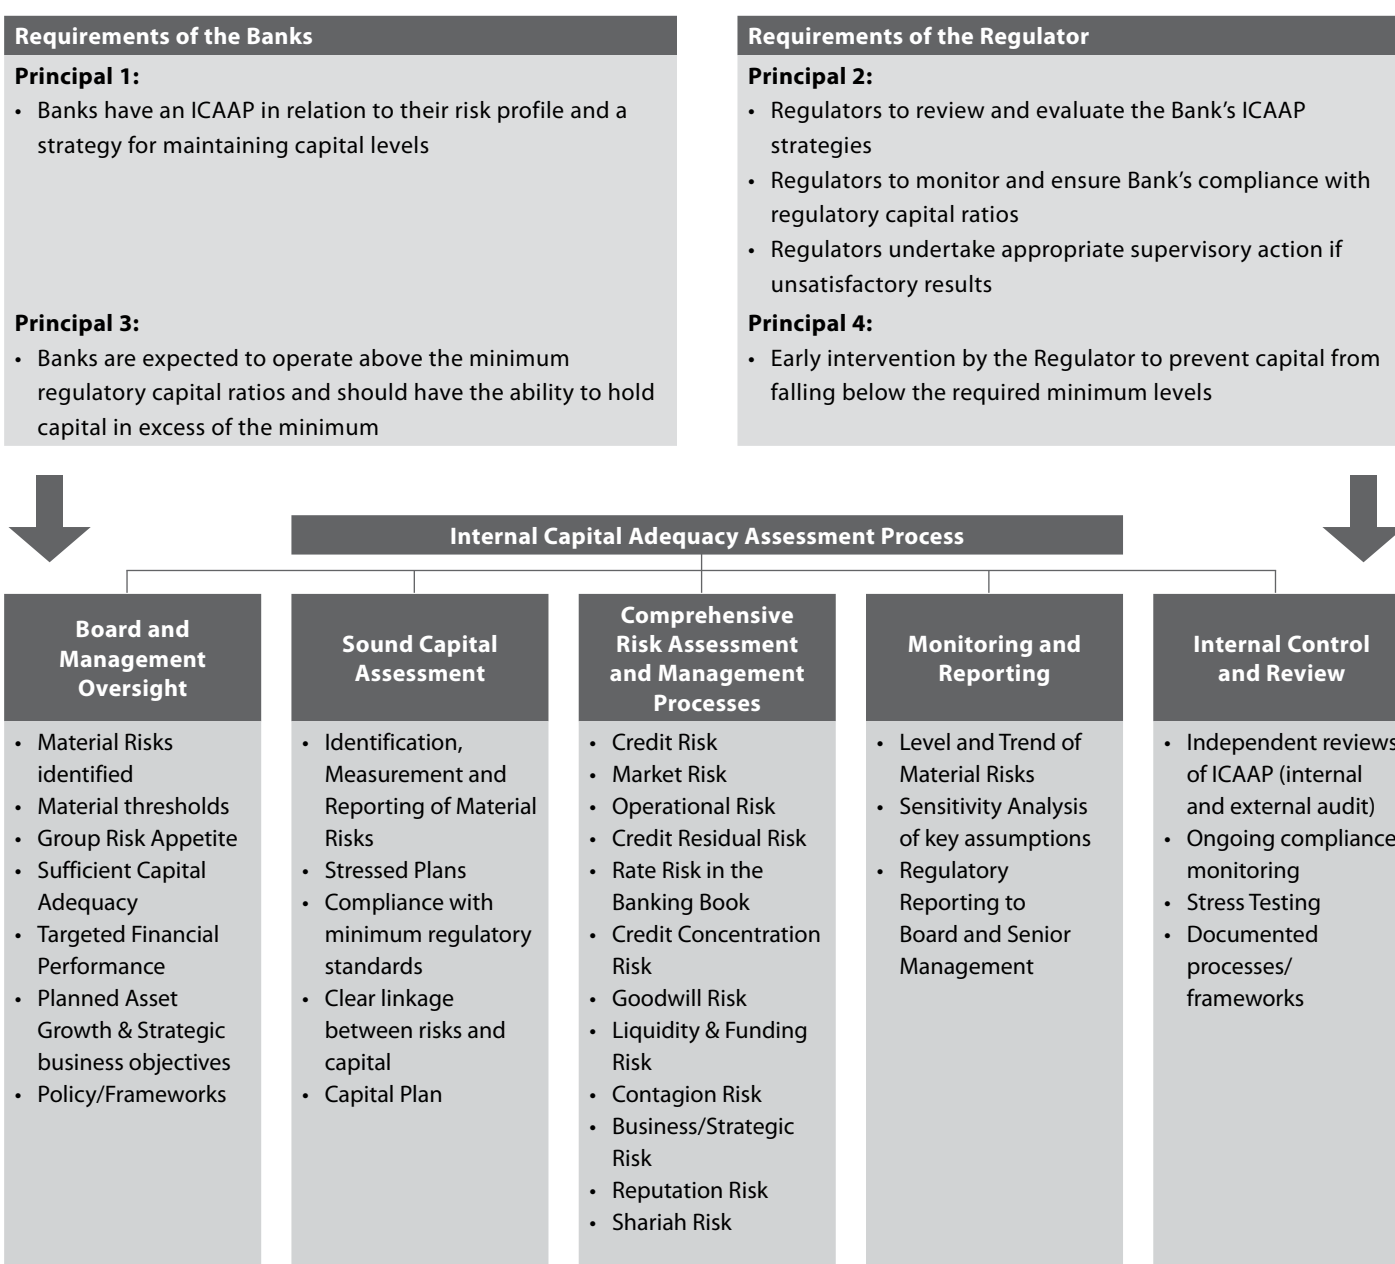 Requirements of the Banks
Principal 1:
• Banks have an ICAAP in relation to their risk profile and a
strategy for maintaining capital levels
Principal 3:
• Banks are expected to operate above the minimum
regulatory capital ratios and should have the ability to hold
capital in excess of the minimum
Requirements of the Regulator
Principal 2:
• Regulators to review and evaluate the Bank’s ICAAP
strategies
• Regulators to monitor and ensure Bank’s compliance with
regulatory capital ratios
• Regulators undertake appropriate supervisory action if
unsatisfactory results
Principal 4:
• Early intervention by the Regulator to prevent capital from
falling below the required minimum levels
Internal Capital Adequacy Assessment Process
Board and
Management
Oversight
• Material Risks
identified
• Material thresholds
• Group Risk Appetite
• Sufficient Capital
Adequacy
• Targeted Financial
Performance
• Planned Asset
Growth & Strategic
business objectives
• Policy/Frameworks
Sound Capital
Assessment
• Identification,
Measurement and
Reporting of Material
Risks
• Stressed Plans
• Compliance with
minimum regulatory
standards
• Clear linkage
between risks and
capital
• Capital Plan
Comprehensive
Risk Assessment
and Management
Processes
• Credit Risk
• Market Risk
• Operational Risk
• Credit Residual Risk
• Rate Risk in the
Banking Book
• Credit Concentration
Risk
• Goodwill Risk
• Liquidity & Funding
Risk
• Contagion Risk
• Business/Strategic
Risk
• Reputation Risk
• Shariah Risk
Monitoring and
Reporting
• Level and Trend of
Material Risks
• Sensitivity Analysis
of key assumptions
• Regulatory
Reporting to
Board and Senior
Management
Internal Control
and Review
• Independent reviews
of ICAAP (internal
and external audit)
• Ongoing compliance
monitoring
• Stress Testing
• Documented
processes/
frameworks